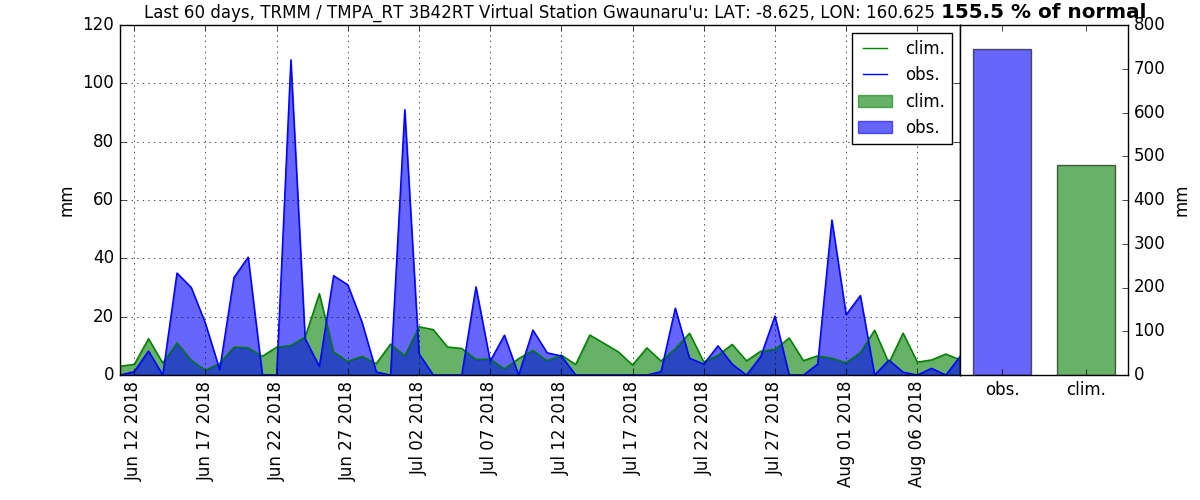 Last 60 days, TRMM / TMPA_RT 3B42RT Virtual Station Gwaunaru'u: LAT: -8.625, LON: 160.625 155.5 % of normal
120
100
80
60
40
20
0
mm
clim.
obs.
clim.
obs.
Jun 12 2018
Jun 17 2018
Jun 22 2018
Jun 27 2018
Jul 02 2018
Jul 07 2018
Jul 12 2018
Jul 17 2018
Jul 22 2018
Jul 27 2018
Aug 01 2018
Aug 06 2018
800
700
600
500
400
300
200
100
0
mm
obs. clim.